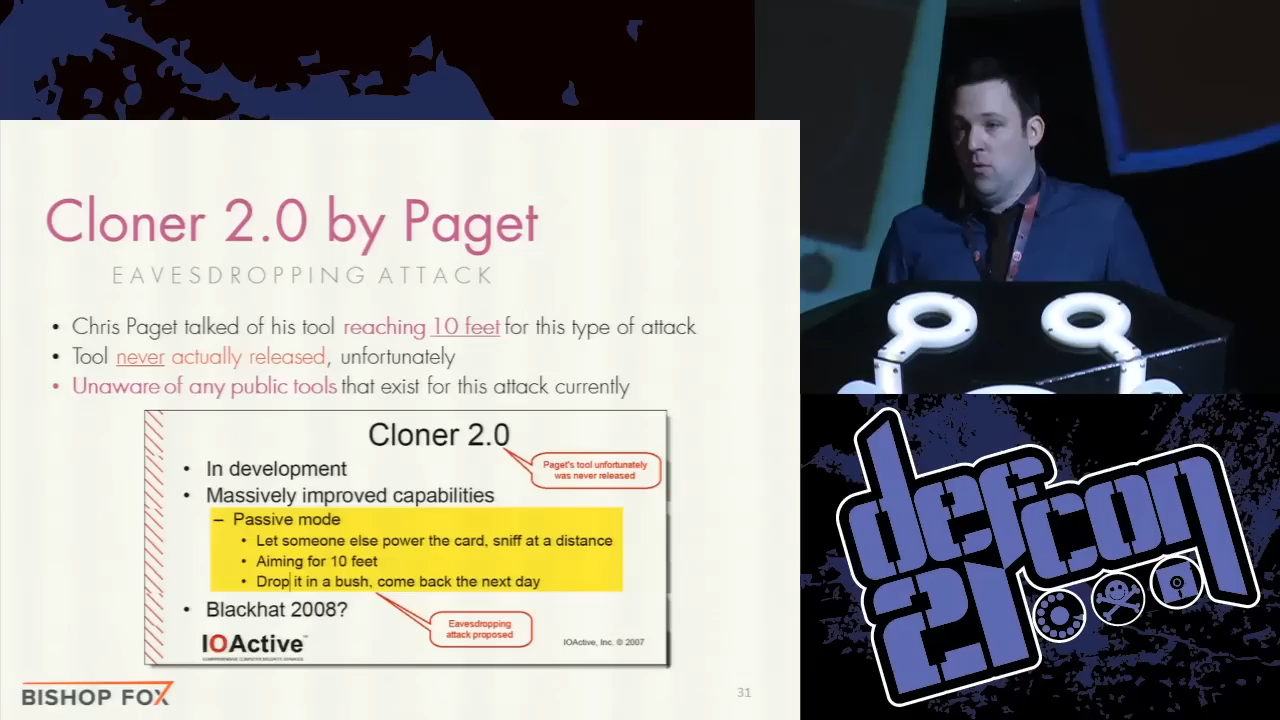 Cloner 2.0 by Paget
EAVESDROPPING ATTACK
• Chris Paget talked of his tool reaching 10 feet for this type of attack
• Tool never actually released, unfortunately
• Unaware of any public tools that exist for this attack currently
Cloner 2.0
• In development
Paget's tool unfortunately
was never released
• Massively improved capabilities
– Passive mode
• Let someone else power the card, sniff at a distance
• Aiming for 10 feet
• Drop it in a bush, come back the next day
• Blackhat 2008?
Eavesdropping
attack proposed
IOActive™
IOActive, Inc. © 2007
BISHOP FOX
31
defcon
21